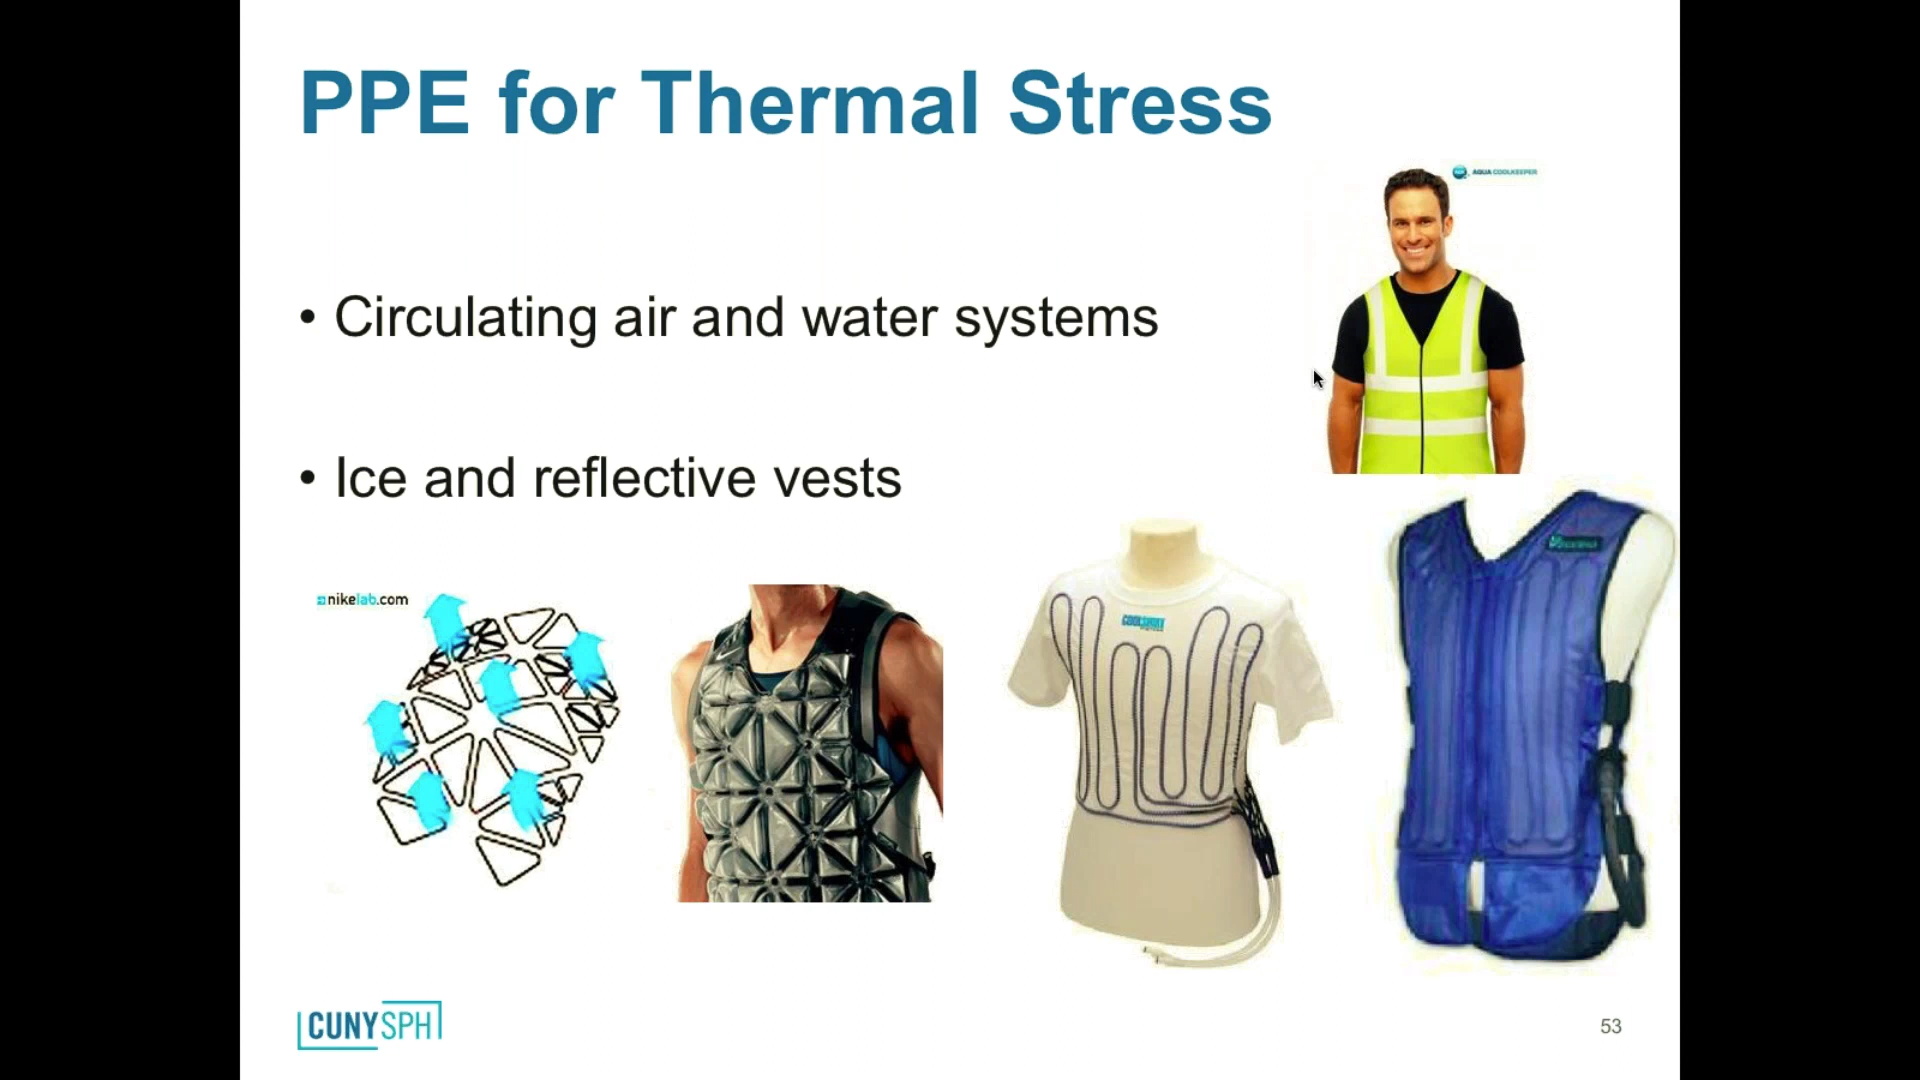 PPE for Thermal Stress
AQUA COOLKEEPER
• Circulating air and water systems
• Ice and reflective vests
nikelab.com
COOLSHIRT
CUNYSPH
53